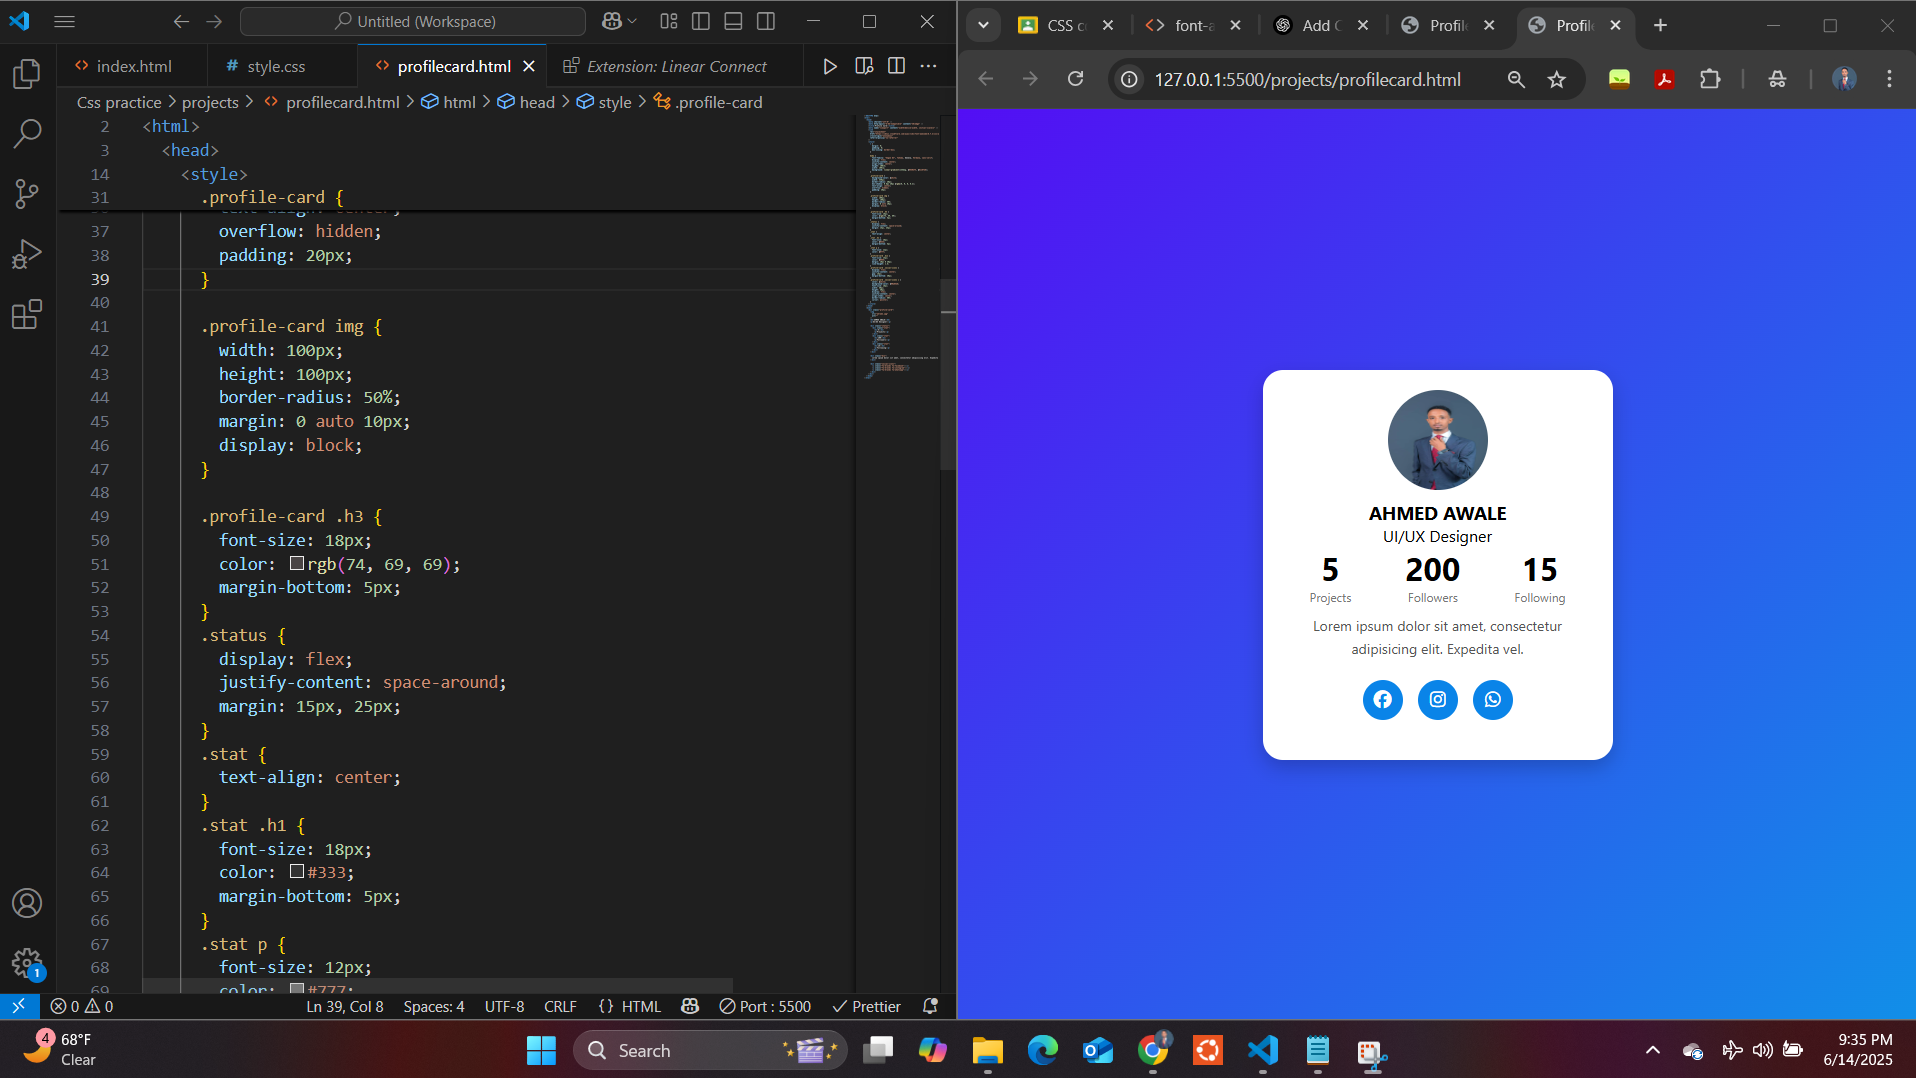 Untitled (Workspace)
index.html
style.css
profilecard.html
Extension: Linear Connect
Css practice
projects
profilecard.html
html
head
style
.profile-card
2 <html>
3 <head>
14 <style>
31 .profile-card {
37 overflow: hidden;
38 padding: 20px;
39 }
40
41 .profile-card img {
42 width: 100px;
43 height: 100px;
44 border-radius: 50%;
45 margin: 0 auto 10px;
46 display: block;
47 }
48
49 .profile-card .h3 {
50 font-size: 18px;
51 color: rgb(74, 69, 69);
52 margin-bottom: 5px;
53 }
54 .status {
55 display: flex;
56 justify-content: space-around;
57 margin: 15px, 25px;
58 }
59 .stat {
60 text-align: center;
61 }
62 .stat .h1 {
63 font-size: 18px;
64 color: #333;
65 margin-bottom: 5px;
66 }
67 .stat p {
68 font-size: 12px;
69 color: #777;
1
0 0
Ln 39, Col 8
Spaces: 4
UTF-8
CRLF
{} HTML
Port : 5500
Prettier
CSS c
font-a
Add C
Profil
Profil
127.0.0.1:5500/projects/profilecard.html
AHMED AWALE
UI/UX Designer
5
Projects
200
Followers
15
Following
Lorem ipsum dolor sit amet, consectetur
adipisicing elit. Expedita vel.
4
68°F
Clear
Search
9:35 PM
6/14/2025